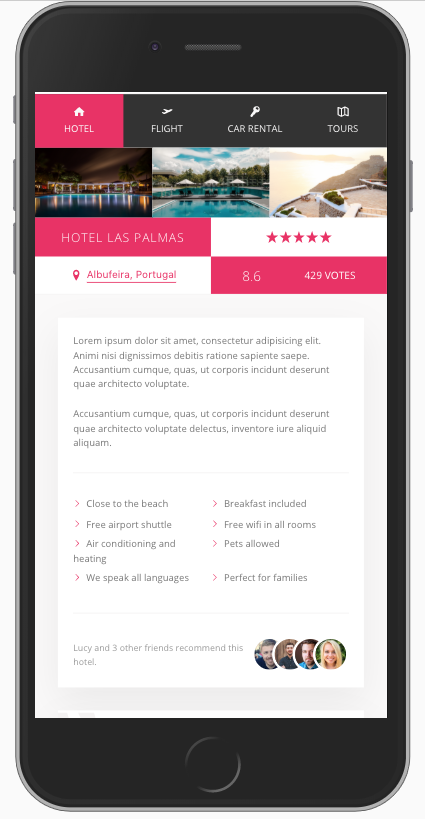 HOTEL FLIGHT CAR RENTAL TOURS
HOTEL LAS PALMAS
Albufeira, Portugal
8.6 429 VOTES
Lorem ipsum dolor sit amet, consectetur adipisicing elit.
Animi nisi dignissimos debitis ratione sapiente saepe.
Accusantium cumque, quas, ut corporis incidunt deserunt
quae architecto voluptate.
Accusantium cumque, quas, ut corporis incidunt deserunt
quae architecto voluptate delectus, inventore iure aliquid
aliquam.
Close to the beach Breakfast included
Free airport shuttle Free wifi in all rooms
Air conditioning and Pets allowed
heating
We speak all languages Perfect for families
Lucy and 3 other friends recommend this
hotel.